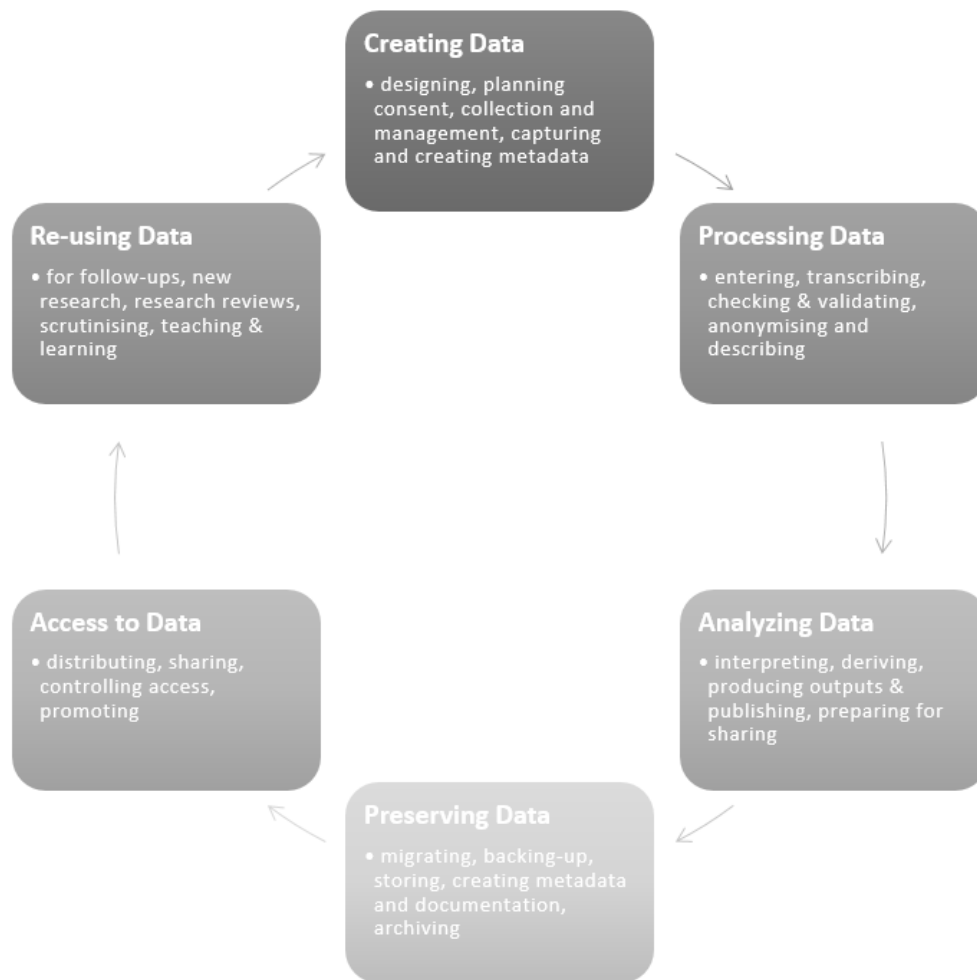 Creating Data
• designing, planning
consent, collection and
management, capturing
and creating metadata
Processing Data
• entering, transcribing,
checking & validating,
anonymising and
describing
Analyzing Data
• interpreting, deriving,
producing outputs &
publishing, preparing for
sharing
Preserving Data
• migrating, backing-up,
storing, creating metadata
and documentation,
archiving
Access to Data
• distributing, sharing,
controlling access,
promoting
Re-using Data
• for follow-ups, new
research, research reviews,
scrutinising, teaching &
learning